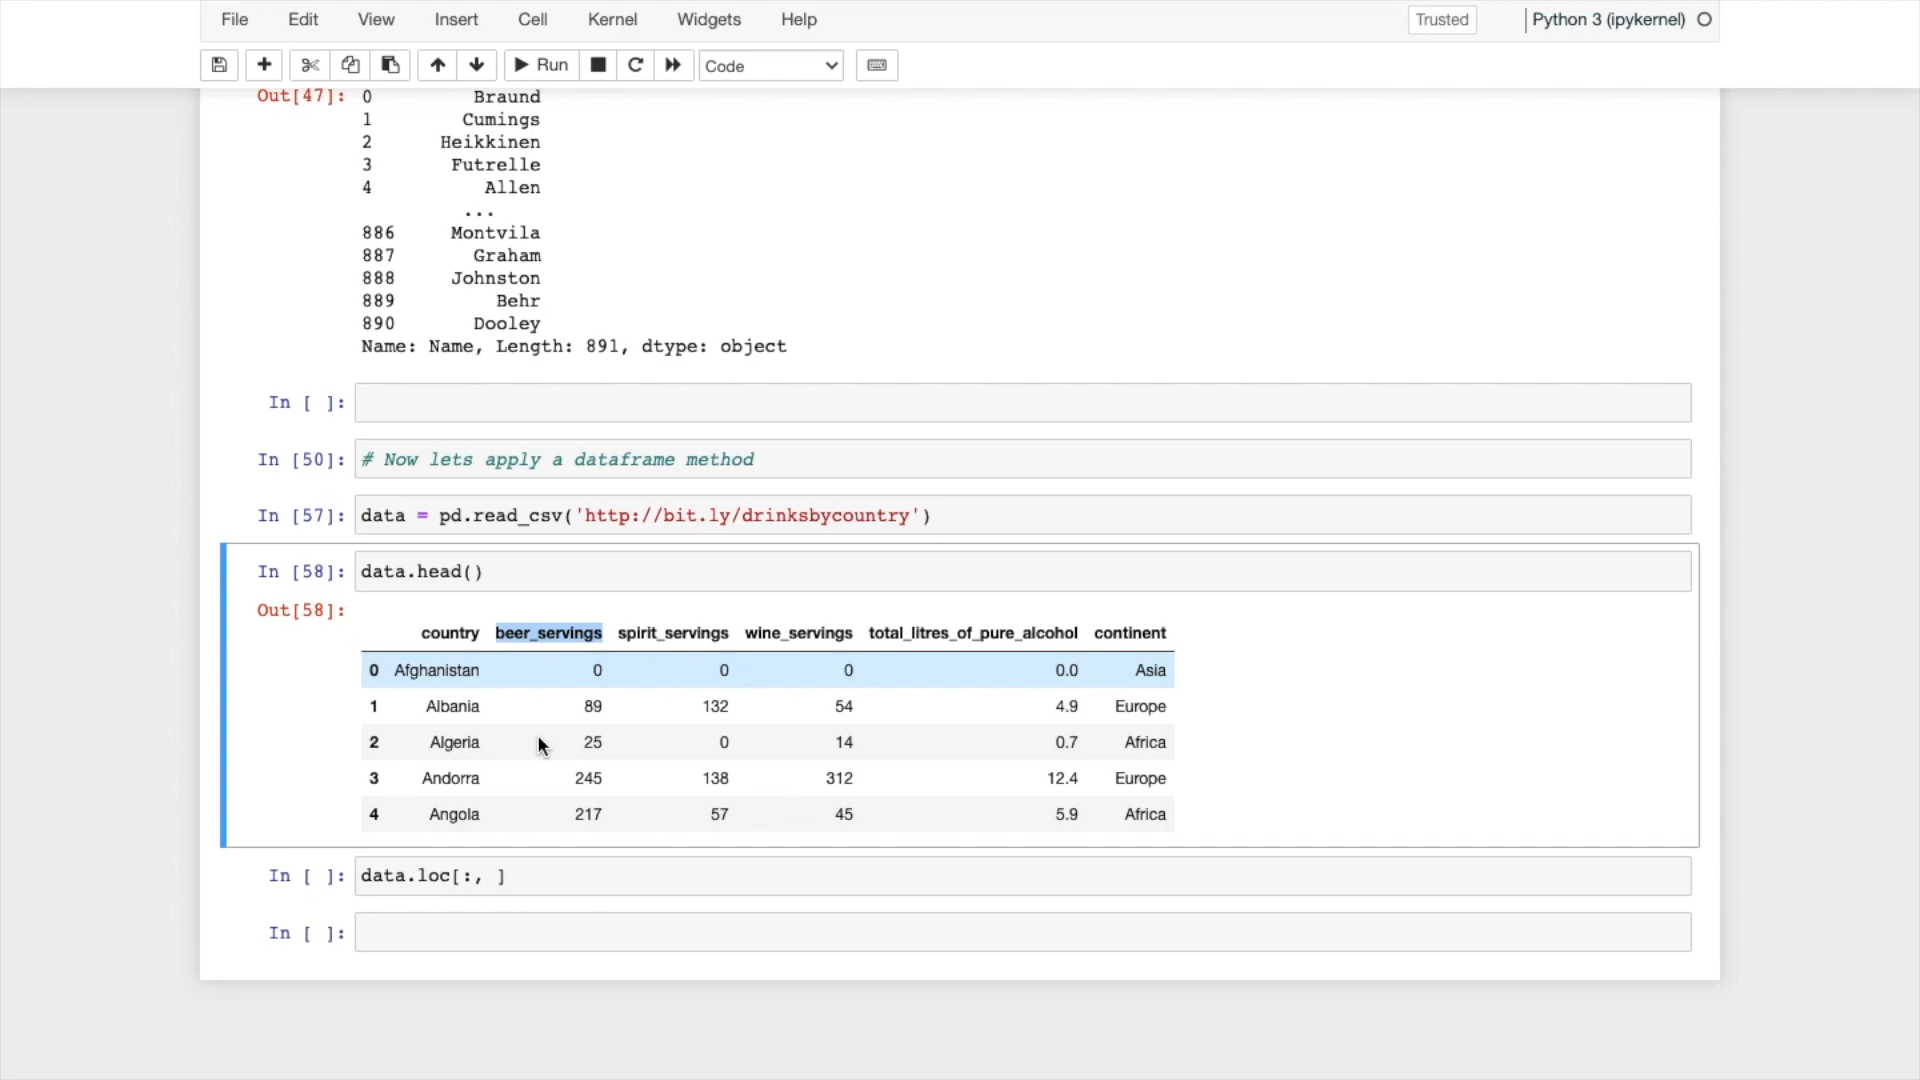 File Edit View Insert Cell Kernel Widgets Help Trusted Python 3 (ipykernel)
Run Code
Out[47]: 0 Braund
1 Cumings
2 Heikkinen
3 Futrelle
4 Allen
...
886 Montvila
887 Graham
888 Johnston
889 Behr
890 Dooley
Name: Name, Length: 891, dtype: object
In [ ]:
In [50]: # Now lets apply a dataframe method
In [57]: data = pd.read_csv('http://bit.ly/drinksbycountry')
In [58]: data.head()
Out[58]:
country beer_servings spirit_servings wine_servings total_litres_of_pure_alcohol continent
0 Afghanistan 0 0 0 0.0 Asia
1 Albania 89 132 54 4.9 Europe
2 Algeria 25 0 14 0.7 Africa
3 Andorra 245 138 312 12.4 Europe
4 Angola 217 57 45 5.9 Africa
In [ ]: data.loc[:, ]
In [ ]: